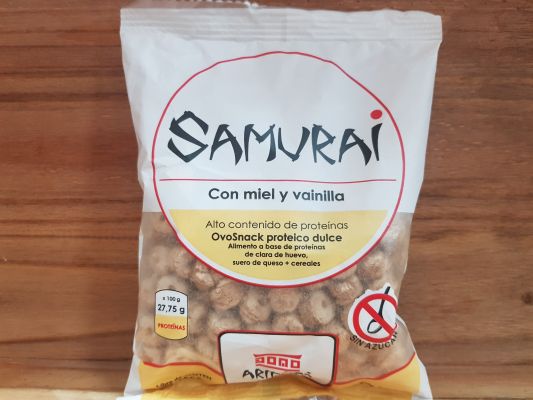 SAMURAI
Con miel y vainilla
Alto contenido de proteínas
OvoSnack proteico dulce
Alimento a base de proteínas
de clara de huevo,
suero de queso + cereales
x 100 g
27,75 g
PROTEÍNAS
SIN AZÚCAR